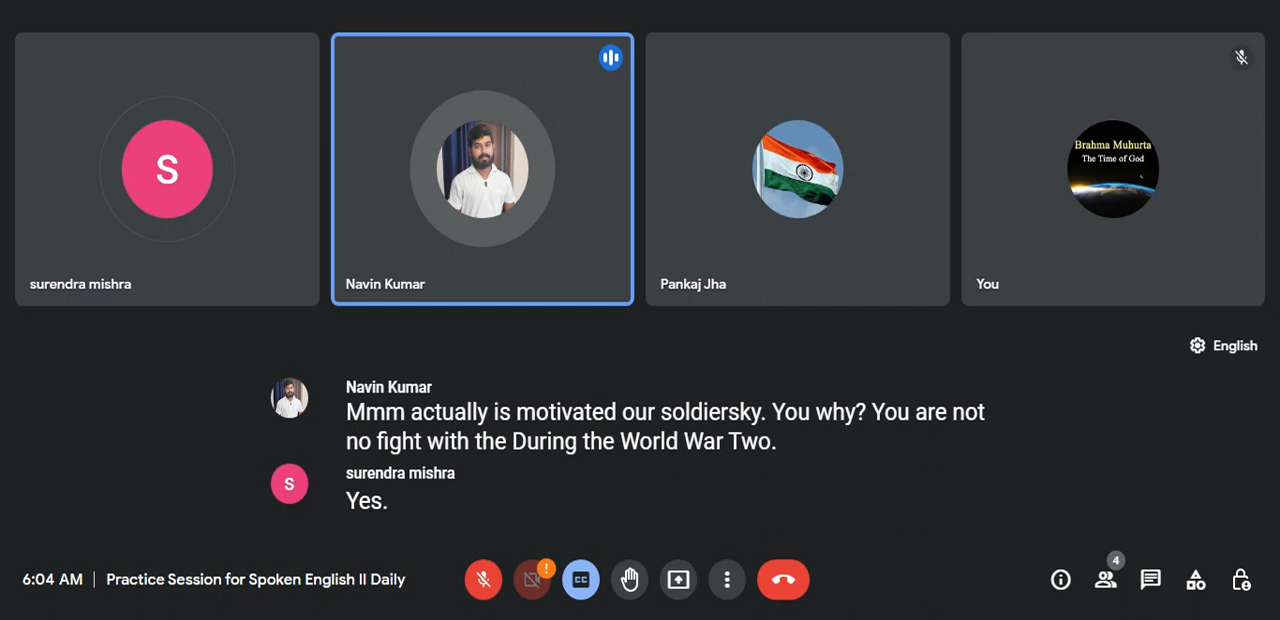 S
Brahma Muhurta
The Time of God
surendra mishra
Navin Kumar
Pankaj Jha
You
English
Navin Kumar
Mmm actually is motivated our soldiersky. You why? You are not
no fight with the During the World War Two.
surendra mishra
S
Yes.
4
!
6:04 AM | Practice Session for Spoken English II Daily
CC